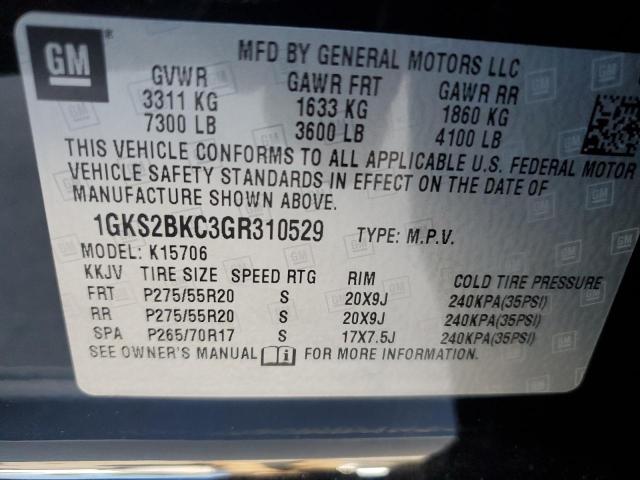 GM
MFD BY GENERAL MOTORS LLC
GVWR GAWR FRT GAWR RR
3311 KG 1633 KG 1860 KG
7300 LB 3600 LB 4100 LB
THIS VEHICLE CONFORMS TO ALL APPLICABLE U.S. FEDERAL MOTOR
VEHICLE SAFETY STANDARDS IN EFFECT ON THE DATE OF
MANUFACTURE SHOWN ABOVE.
1GKS2BKC3GR310529 TYPE: M.P.V.
MODEL: K15706
KKJV TIRE SIZE SPEED RTG RIM COLD TIRE PRESSURE
FRT P275/55R20 S 20X9J 240KPA(35PSI)
RR P275/55R20 S 20X9J 240KPA(35PSI)
SPA P265/70R17 S 17X7.5J 240KPA(35PSI)
SEE OWNER'S MANUAL FOR MORE INFORMATION.